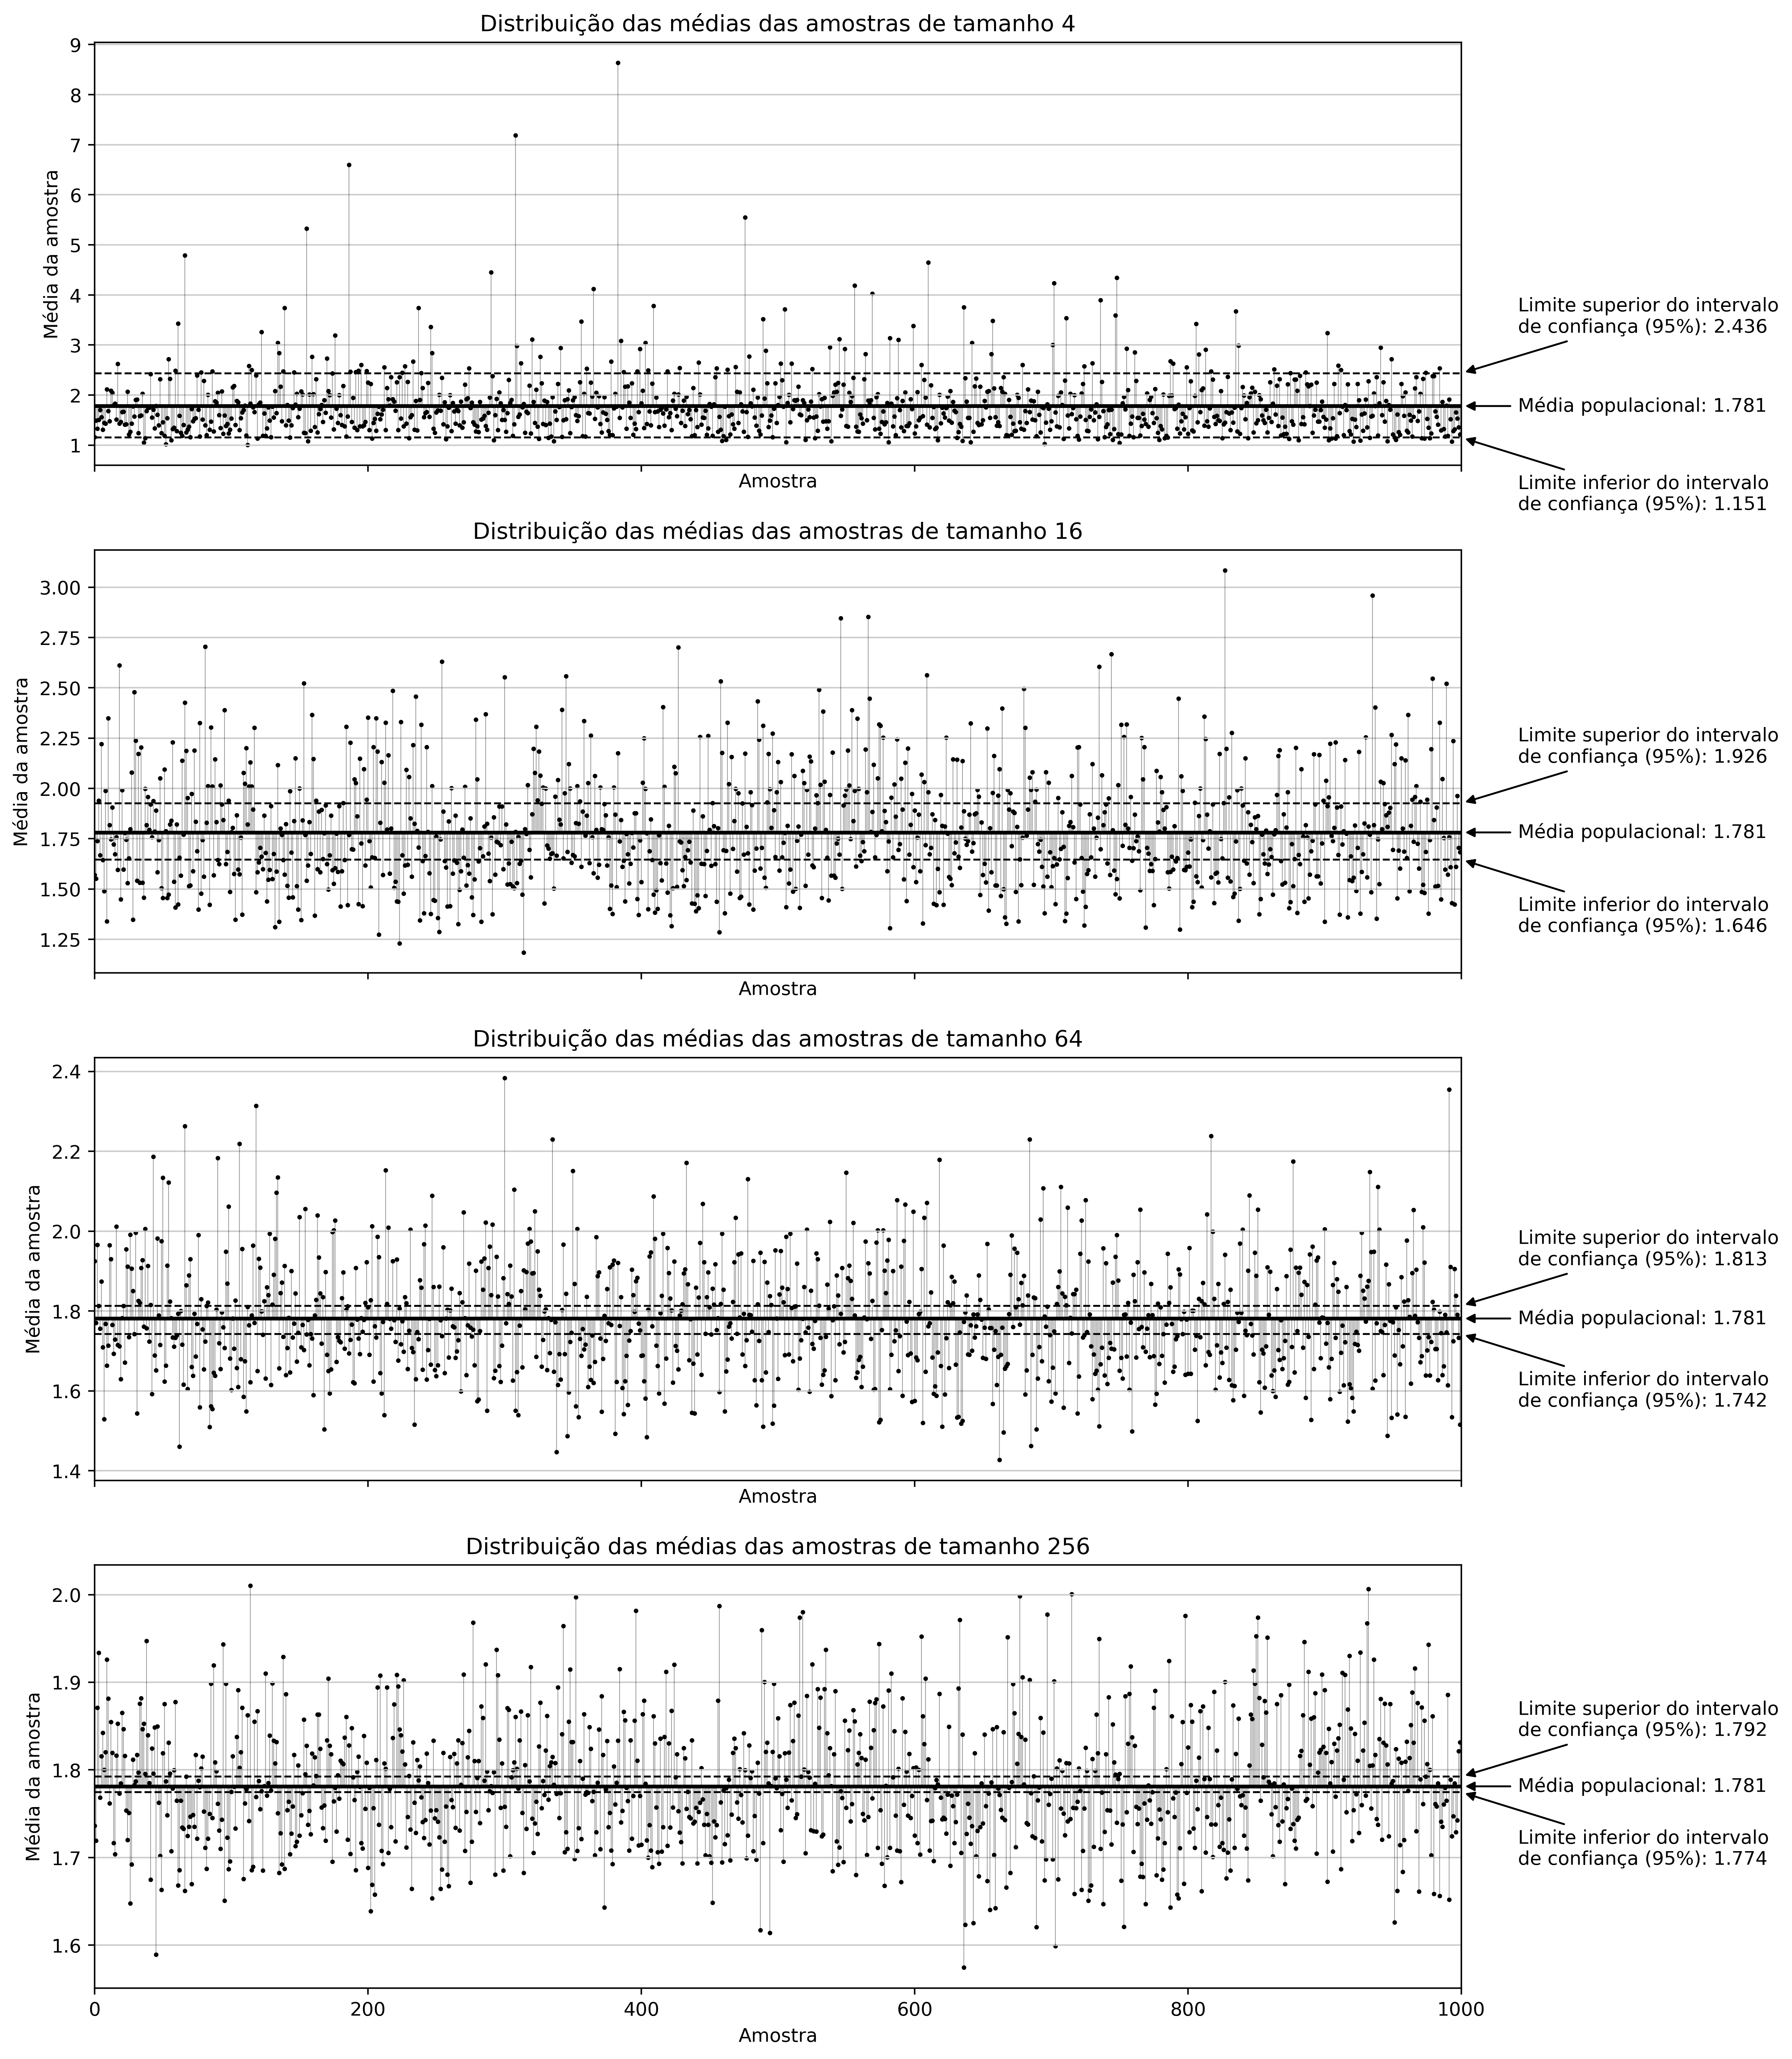 Distribuição das médias das amostras de tamanho 4
9
8
7
6
5
4
3
2
1
Média da amostra
Amostra
Limite superior do intervalo
de confiança (95%): 2.436
Média populacional: 1.781
Limite inferior do intervalo
de confiança (95%): 1.151
Distribuição das médias das amostras de tamanho 16
3.00
2.75
2.50
2.25
2.00
1.75
1.50
1.25
Média da amostra
Amostra
Limite superior do intervalo
de confiança (95%): 1.926
Média populacional: 1.781
Limite inferior do intervalo
de confiança (95%): 1.646
Distribuição das médias das amostras de tamanho 64
2.4
2.2
2.0
1.8
1.6
1.4
Média da amostra
Amostra
Limite superior do intervalo
de confiança (95%): 1.813
Média populacional: 1.781
Limite inferior do intervalo
de confiança (95%): 1.742
Distribuição das médias das amostras de tamanho 256
2.0
1.9
1.8
1.7
1.6
Média da amostra
0 200 400 600 800 1000
Amostra
Limite superior do intervalo
de confiança (95%): 1.792
Média populacional: 1.781
Limite inferior do intervalo
de confiança (95%): 1.774